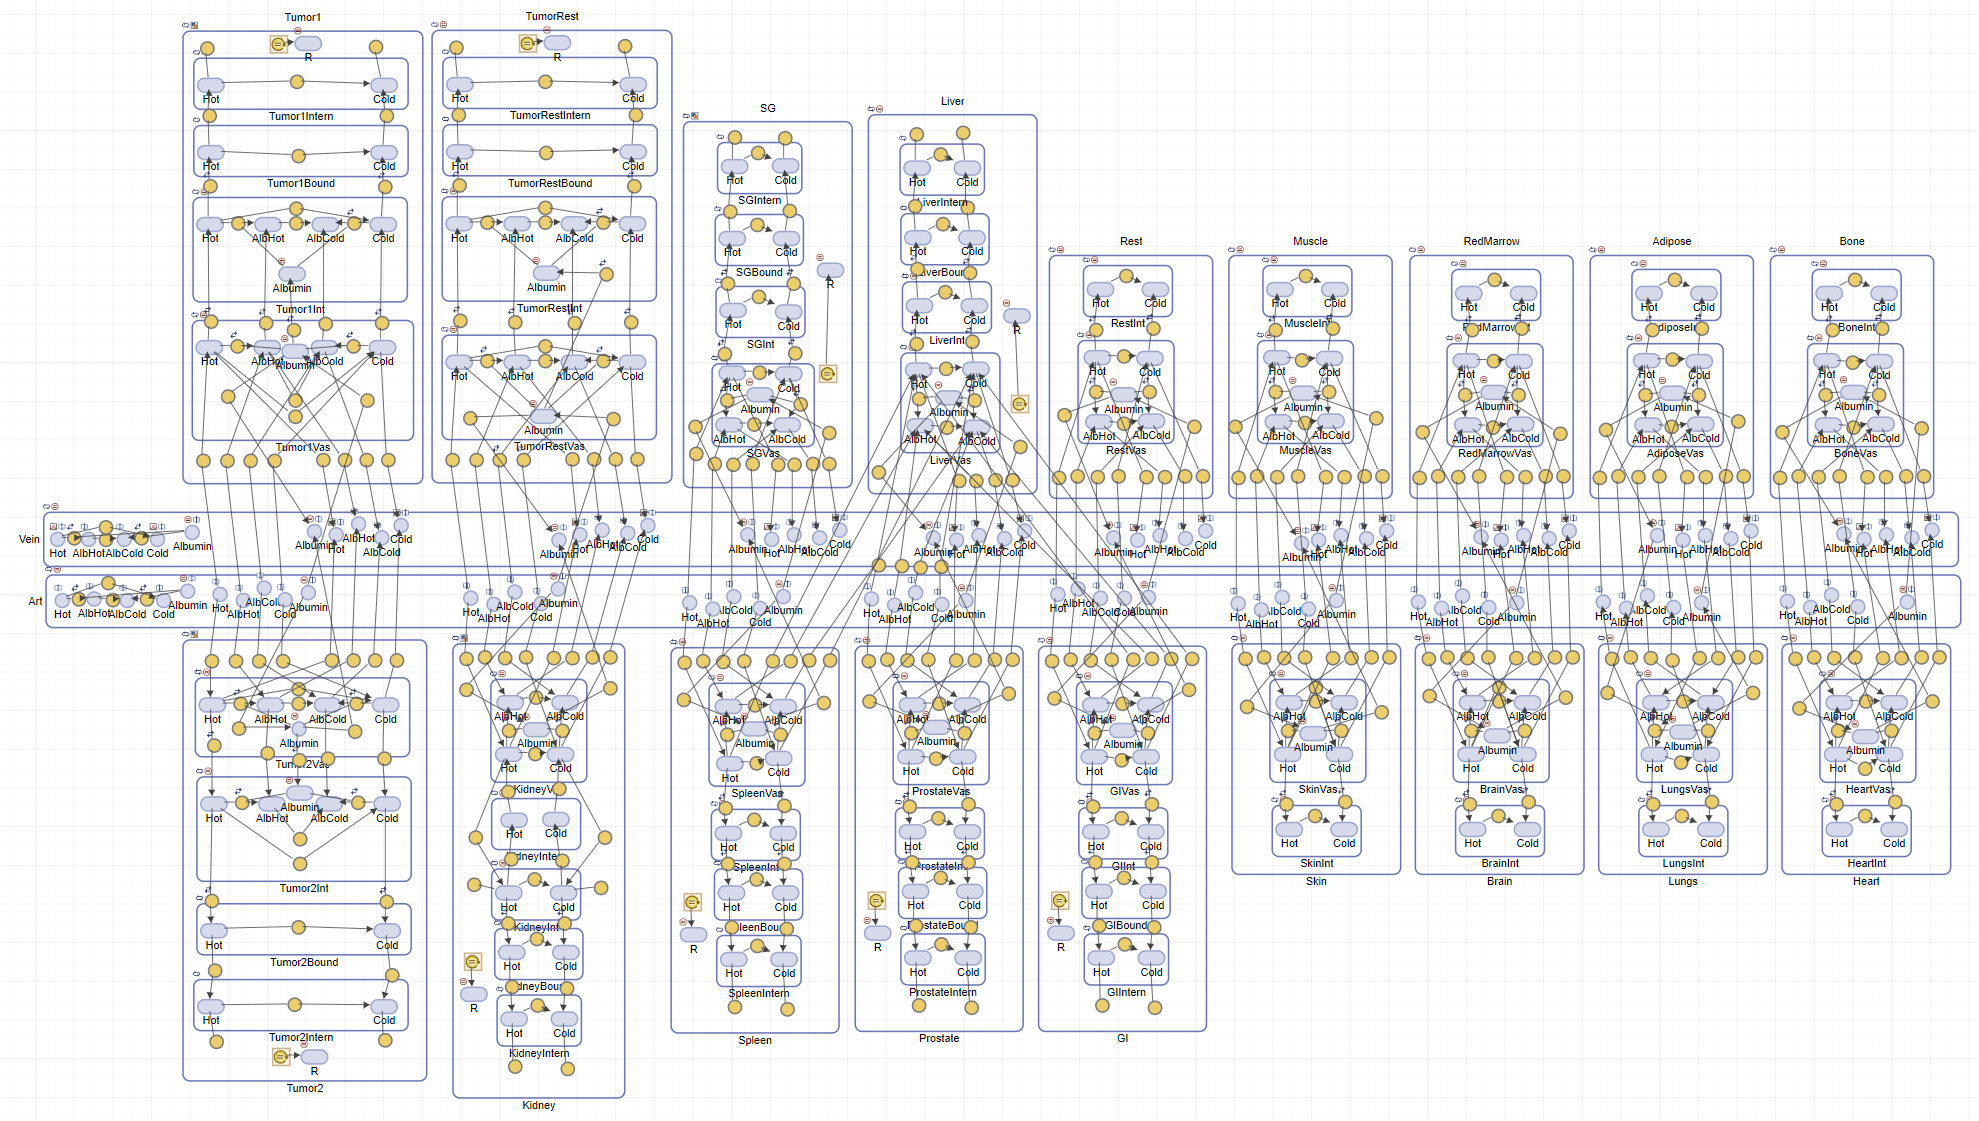 Tumor1
R
Hot
Cold
Tumor1Intern
Hot
Cold
Tumor1Bound
Hot
AlbHot
AlbCold
Cold
Albumin
Tumor1Int
Hot
AlbHot
Albumin
AlbCold
Cold
Tumor1Vas
TumorRest
R
Hot
Cold
TumorRestIntern
Hot
Cold
TumorRestBound
Hot
AlbHot
AlbCold
Cold
Albumin
TumorRestInt
Hot
AlbHot
AlbCold
Cold
Albumin
TumorRestVas
SG
Hot
Cold
SGIntern
Hot
Cold
SGBound
R
Hot
Cold
SGInt
Hot
Cold
Albumin
AlbHot
AlbCold
SGVas
Liver
Hot
Cold
LiverIntern
Hot
Cold
LiverBound
Hot
Cold
R
LiverInt
Hot
Cold
Albumin
AlbHot
AlbCold
LiverVas
Rest
Hot
Cold
RestInt
Hot
Cold
Albumin
AlbHot
AlbCold
RestVas
Muscle
Hot
Cold
MuscleInt
Hot
Cold
Albumin
AlbHot
AlbCold
MuscleVas
RedMarrow
Hot
Cold
RedMarrowInt
Hot
Cold
Albumin
AlbHot
AlbCold
RedMarrowVas
Adipose
Hot
Cold
AdiposeInt
Hot
Cold
Albumin
AlbHot
AlbCold
AdiposeVas
Bone
Hot
Cold
BoneInt
Hot
Cold
Albumin
AlbHot
AlbCold
BoneVas
Vein
Hot
AlbHot
AlbCold
Cold
Albumin
Albumin
Hot
AlbHot
AlbCold
Cold
Albumin
Hot
AlbHot
AlbCold
Cold
Albumin
Hot
AlbHot
AlbCold
Cold
Albumin
Hot
AlbHot
AlbCold
Cold
Albumin
Hot
AlbHot
AlbCold
Cold
Albumin
Hot
AlbHot
AlbCold
Cold
Albumin
Hot
AlbHot
AlbCold
Cold
Albumin
Hot
AlbHot
AlbCold
Cold
Albumin
Hot
AlbHot
AlbCold
Cold
Art
Hot
AlbHot
AlbCold
Cold
Albumin
Hot
AlbHot
AlbCold
Cold
Albumin
Hot
AlbHot
AlbCold
Cold
Albumin
Hot
AlbHot
AlbCold
Cold
Albumin
Hot
AlbHot
AlbCold
Cold
Albumin
Hot
AlbHot
AlbCold
Cold
Albumin
Hot
AlbHot
AlbCold
Cold
Albumin
Hot
AlbHot
AlbCold
Cold
Albumin
Hot
AlbHot
AlbCold
Cold
Albumin
Hot
AlbHot
AlbCold
Cold
Albumin
Hot
AlbHot
AlbCold
Cold
Albumin
Tumor2Vas
Hot
AlbHot
AlbCold
Cold
Albumin
Hot
AlbHot
Albumin
AlbCold
Cold
Tumor2Int
Hot
Cold
Tumor2Bound
Hot
Cold
Tumor2Intern
R
Tumor2
AlbHot
AlbCold
Albumin
Hot
Cold
KidneyVas
Hot
Cold
KidneyInte
Hot
Cold
KidneyInt
Hot
Cold
KidneyBound
R
Hot
Cold
KidneyIntern
Kidney
AlbHot
AlbCold
Albumin
Hot
Cold
SpleenVas
Hot
Cold
SpleenInt
Hot
Cold
SpleenBound
R
Hot
Cold
SpleenIntern
Spleen
AlbHot
AlbCold
Albumin
Hot
Cold
ProstateVas
Hot
Cold
ProstateInt
Hot
Cold
ProstateBound
R
Hot
Cold
ProstateIntern
Prostate
AlbHot
AlbCold
Albumin
Hot
Cold
GIVas
Hot
Cold
GIInt
Hot
Cold
GIBound
R
Hot
Cold
GIIntern
GI
AlbHot
AlbCold
Albumin
Hot
Cold
SkinVas
Hot
Cold
SkinInt
Skin
AlbHot
AlbCold
Albumin
Hot
Cold
BrainVas
Hot
Cold
BrainInt
Brain
AlbHot
AlbCold
Albumin
Hot
Cold
LungsVas
Hot
Cold
LungsInt
Lungs
AlbHot
AlbCold
Albumin
Hot
Cold
HeartVas
Hot
Cold
HeartInt
Heart